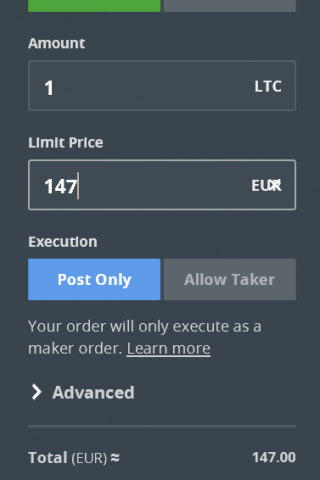 Amount
1 LTC
Limit Price
147 EUR
Execution
Post Only Allow Taker
Your order will only execute as a
maker order. Learn more
Advanced
Total (EUR) ≈ 147.00